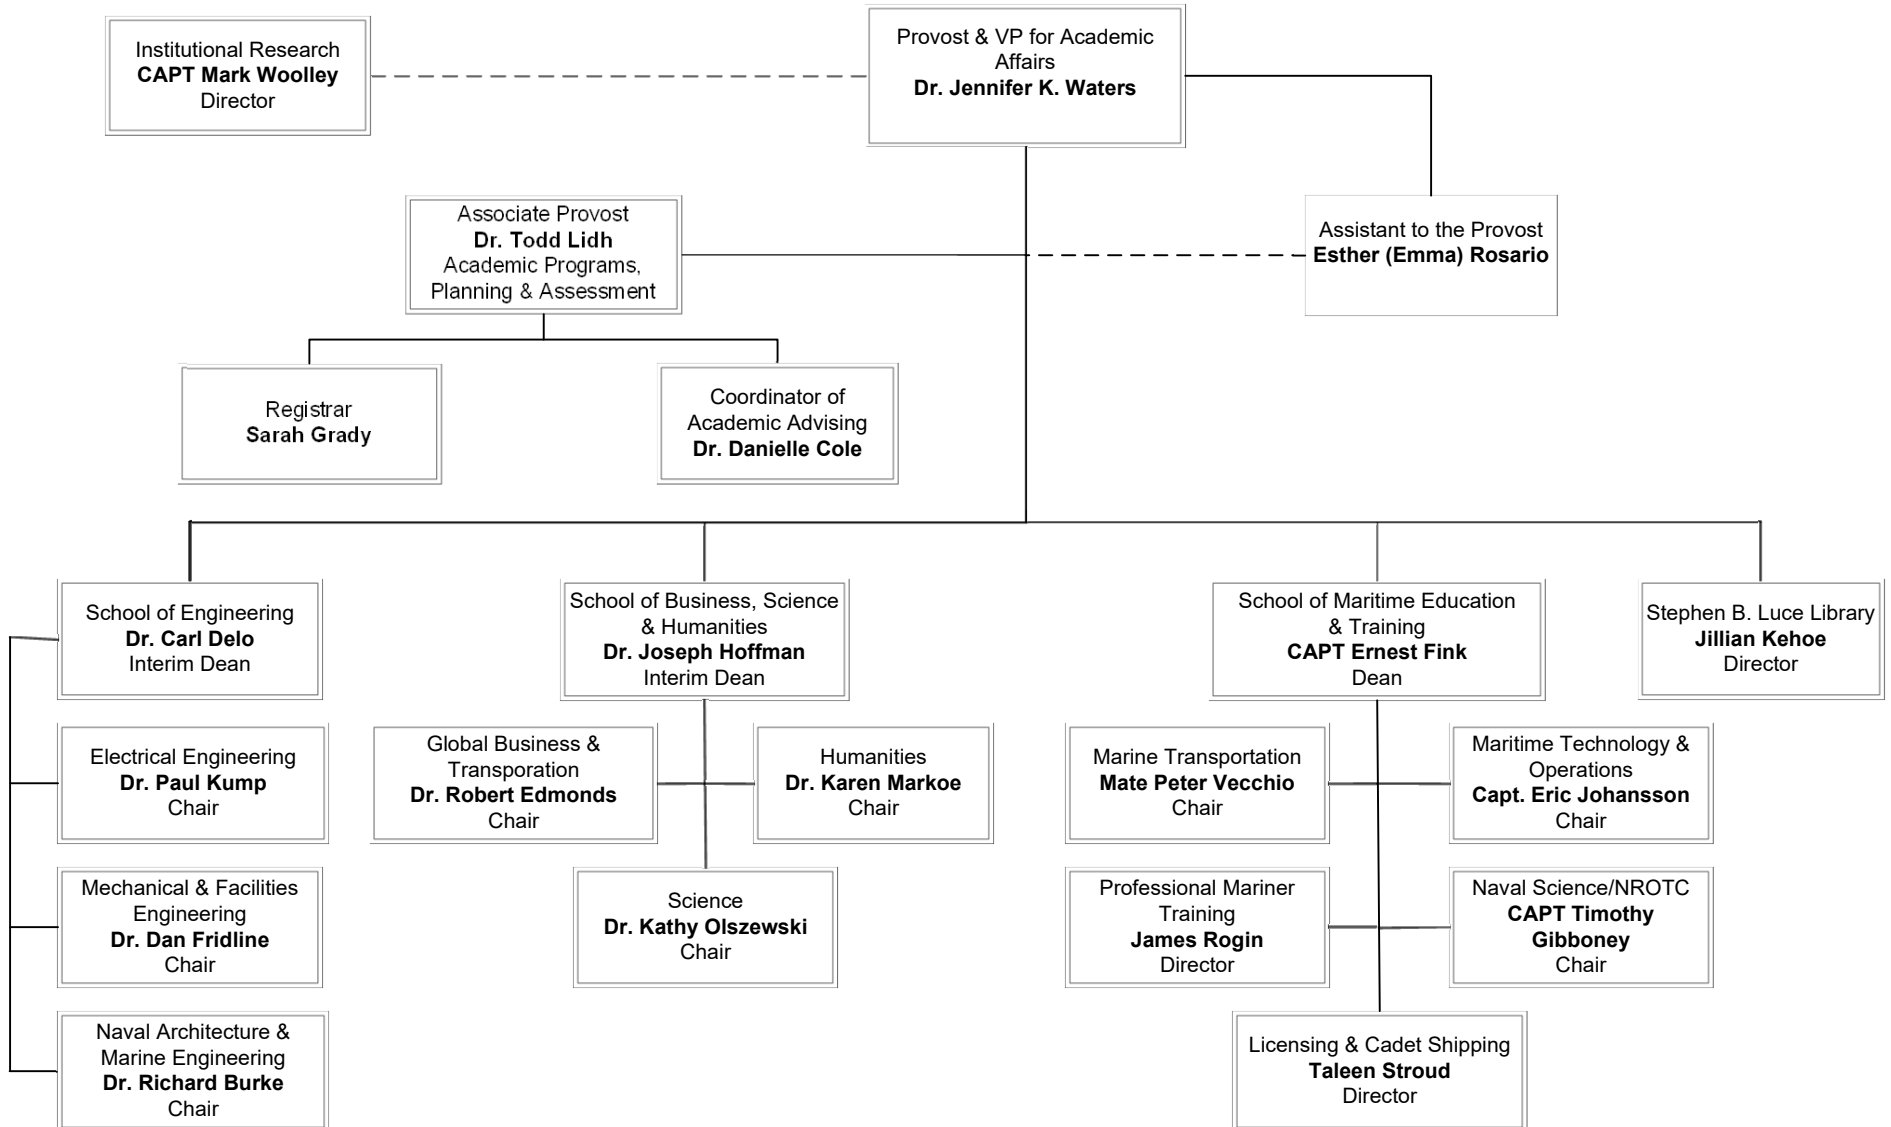 Institutional Research
CAPT Mark Woolley
Director
Provost & VP for Academic
Affairs
Dr. Jennifer K. Waters
Associate Provost
Dr. Todd Lidh
Academic Programs,
Planning & Assessment
Assistant to the Provost
Esther (Emma) Rosario
Registrar
Sarah Grady
Coordinator of
Academic Advising
Dr. Danielle Cole
School of Engineering
Dr. Carl Delo
Interim Dean
School of Business, Science
& Humanities
Dr. Joseph Hoffman
Interim Dean
School of Maritime Education
& Training
CAPT Ernest Fink
Dean
Stephen B. Luce Library
Jillian Kehoe
Director
Electrical Engineering
Dr. Paul Kump
Chair
Global Business &
Transporation
Dr. Robert Edmonds
Chair
Humanities
Dr. Karen Markoe
Chair
Marine Transportation
Mate Peter Vecchio
Chair
Maritime Technology &
Operations
Capt. Eric Johansson
Chair
Mechanical & Facilities
Engineering
Dr. Dan Fridline
Chair
Science
Dr. Kathy Olszewski
Chair
Professional Mariner
Training
James Rogin
Director
Naval Science/NROTC
CAPT Timothy
Gibboney
Chair
Naval Architecture &
Marine Engineering
Dr. Richard Burke
Chair
Licensing & Cadet Shipping
Taleen Stroud
Director